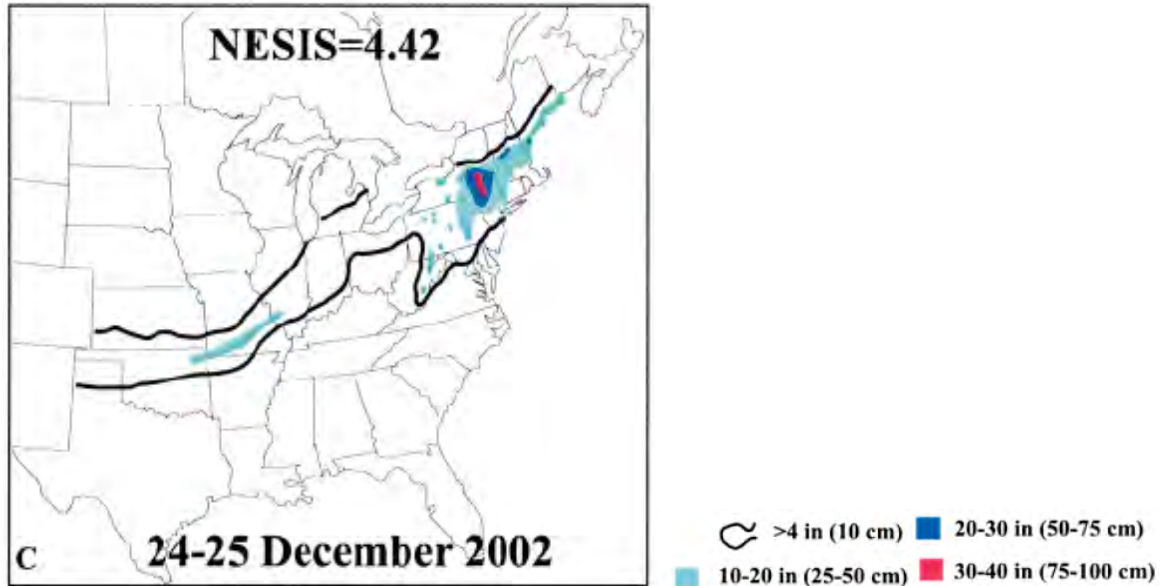 NESIS=4.42
C
24-25 December 2002
>4 in (10 cm)
20-30 in (50-75 cm)
10-20 in (25-50 cm)
30-40 in (75-100 cm)